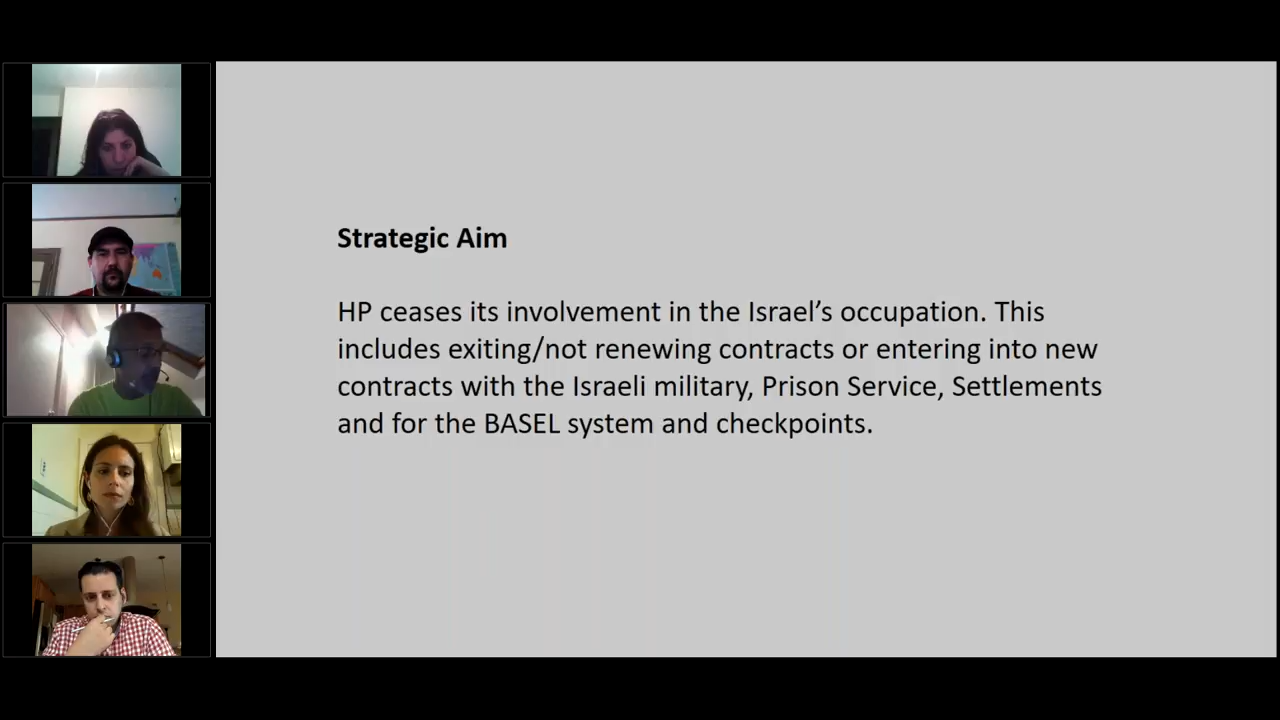 Strategic Aim
HP ceases its involvement in the Israel’s occupation. This
includes exiting/not renewing contracts or entering into new
contracts with the Israeli military, Prison Service, Settlements
and for the BASEL system and checkpoints.